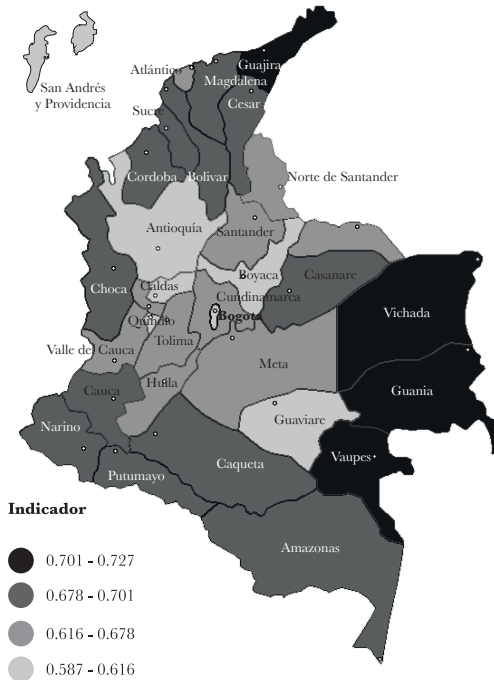 Atlántico
Guajira
Magdalena
San Andrés
y Providencia
Cesar
Sucre
Cordoba
Bolivar
Norte de Santander
Antioquía
Santander
Boyaca
Casanare
Choca
Caldas
Cundinamarca
Bogota
Vichada
Quindio
Tolima
Valle del
Cauca
Meta
Huila
Cauca
Guania
Guaviare
Narino
Vaupes
Caqueta
Putumayo
Indicador
Amazonas
0.701 - 0.727
0.678 - 0.701
0.616 - 0.678
0.587 - 0.616